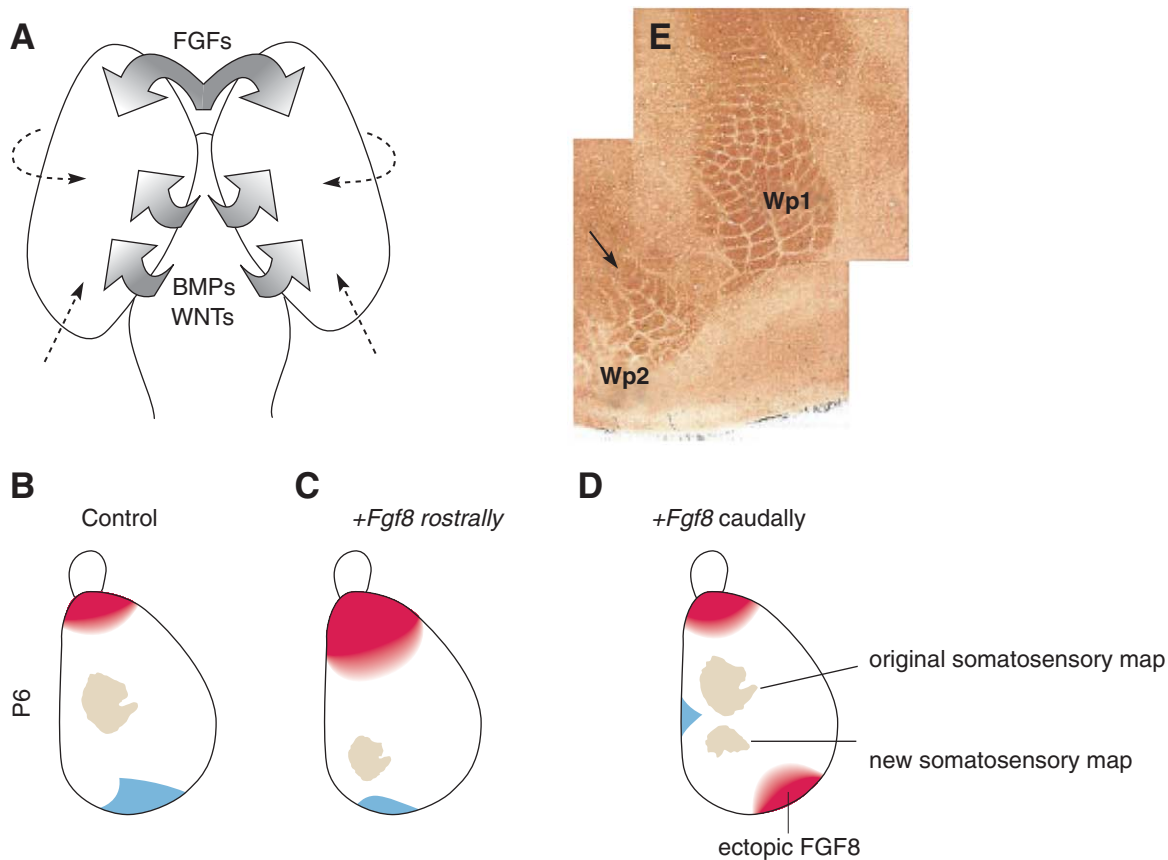 A
FGFs
BMPs
WNTs
E
Wp1
Wp2
B
Control
C
+Fgf8 rostrally
D
+Fgf8 caudally
P6
original somatosensory map
new somatosensory map
ectopic FGF8